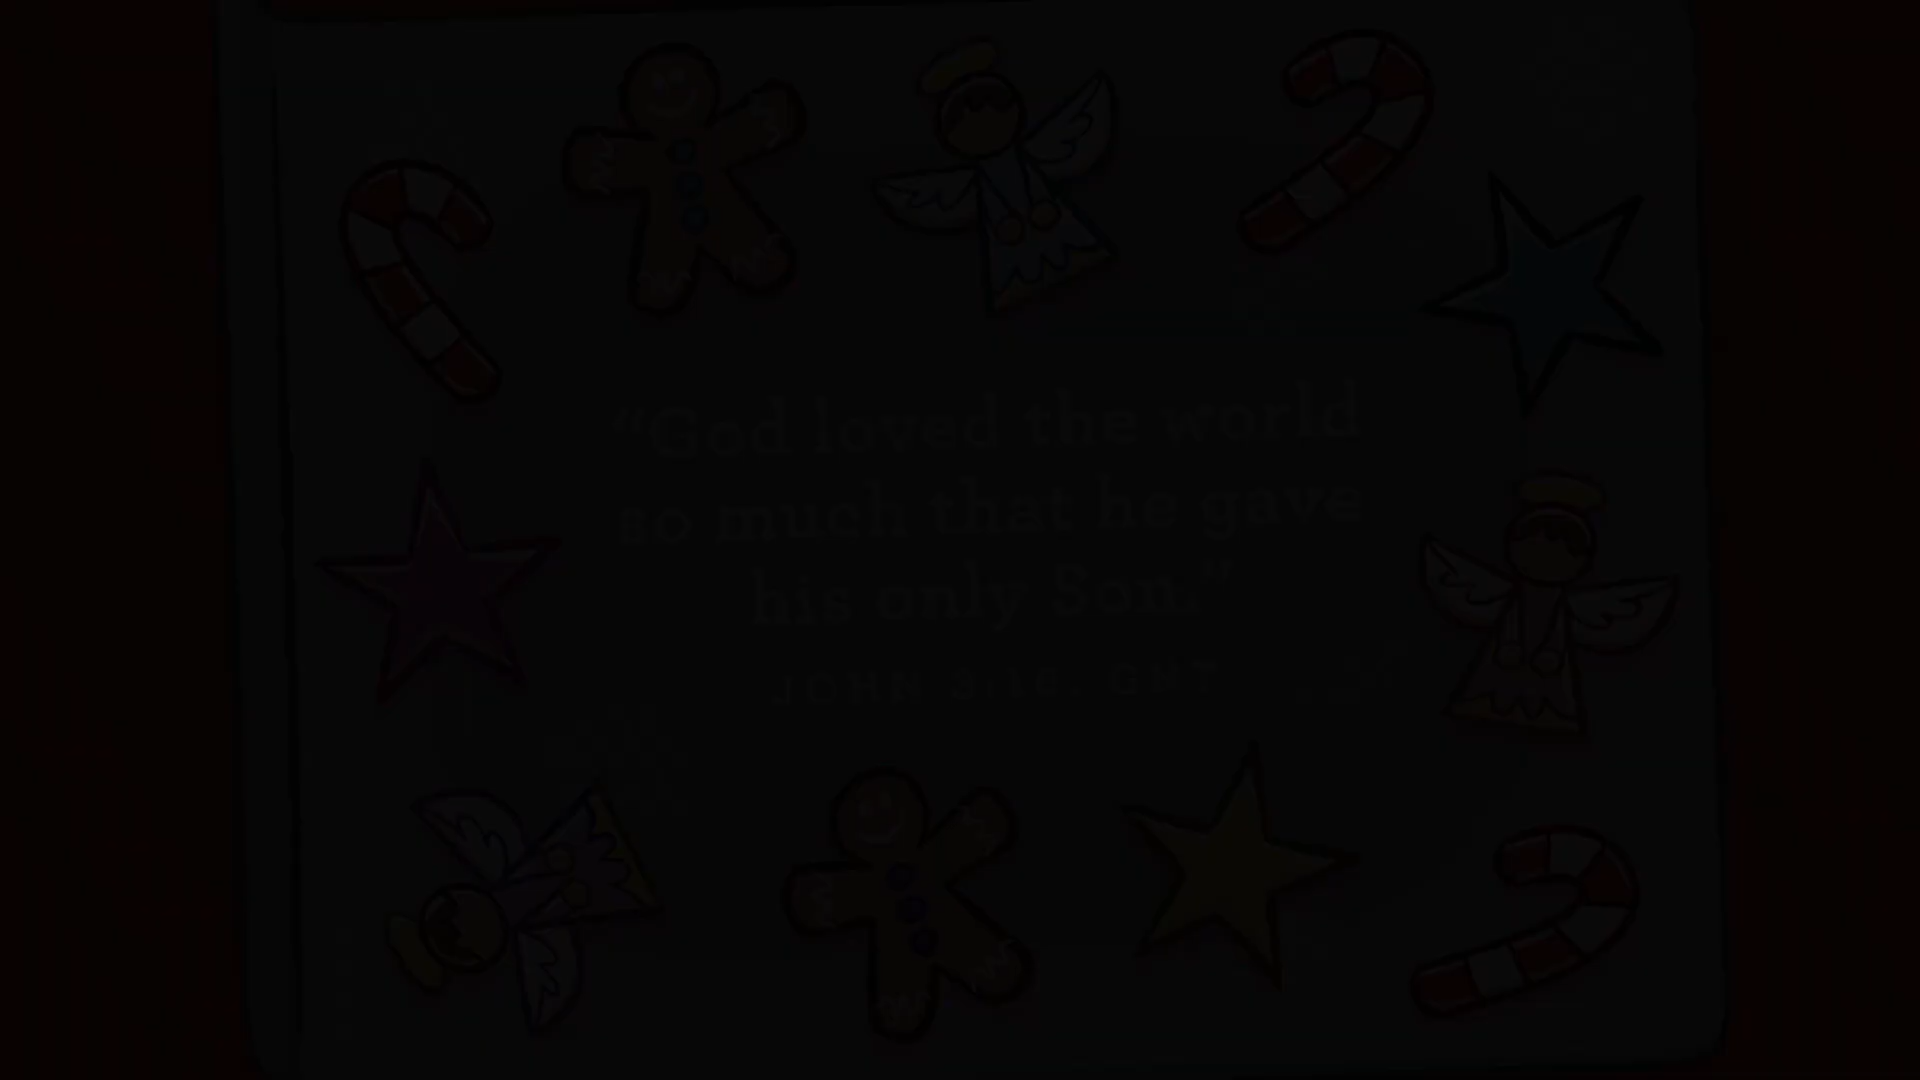 “God loved the world
so much that he gave
his only Son.”
JOHN 3:16, GNT